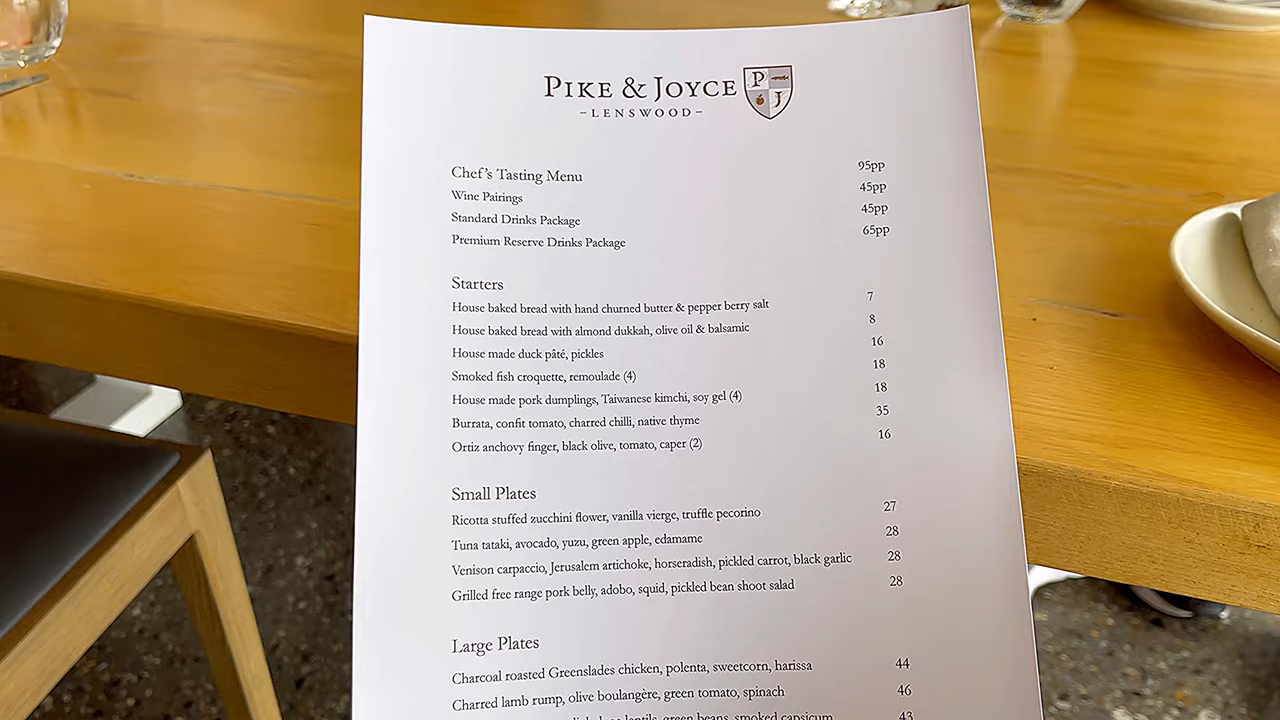 PIKE & JOYCE
P
J
-LENSWOOD-
Chef's Tasting Menu 95pp
Wine Pairings 45pp
Standard Drinks Package 45pp
Premium Reserve Drinks Package 65pp
Starters
House baked bread with hand churned butter & pepper berry salt 7
House baked bread with almond dukkah, olive oil & balsamic 8
House made duck pâté, pickles 16
Smoked fish croquette, remoulade (4) 18
House made pork dumplings, Taiwanese kimchi, soy gel (4) 18
Burrata, confit tomato, charred chilli, native thyme 35
Ortiz anchovy finger, black olive, tomato, caper (2) 16
Small Plates
Ricotta stuffed zucchini flower, vanilla vierge, truffle pecorino 27
Tuna tataki, avocado, yuzu, green apple, edamame 28
Venison carpaccio, Jerusalem artichoke, horseradish, pickled carrot, black garlic 28
Grilled free range pork belly, adobo, squid, pickled bean shoot salad 28
Large Plates
Charcoal roasted Greenslades chicken, polenta, sweetcorn, harissa 44
Charred lamb rump, olive boulangère, green tomato, spinach 46
lentils, green beans, smoked capsicum 43